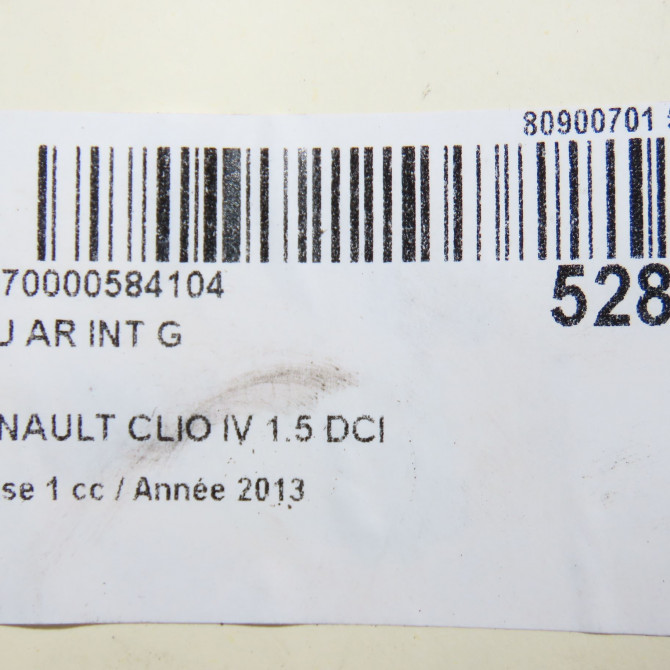 80900701
70000584104
528
U AR INT G
NAULT CLIO IV 1.5 DCI
se 1 cc / Année 2013